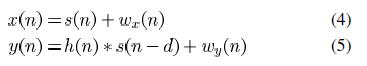 x(n) = s(n) + w_x(n) (4)
y(n) = h(n) * s(n − d) + w_y(n) (5)